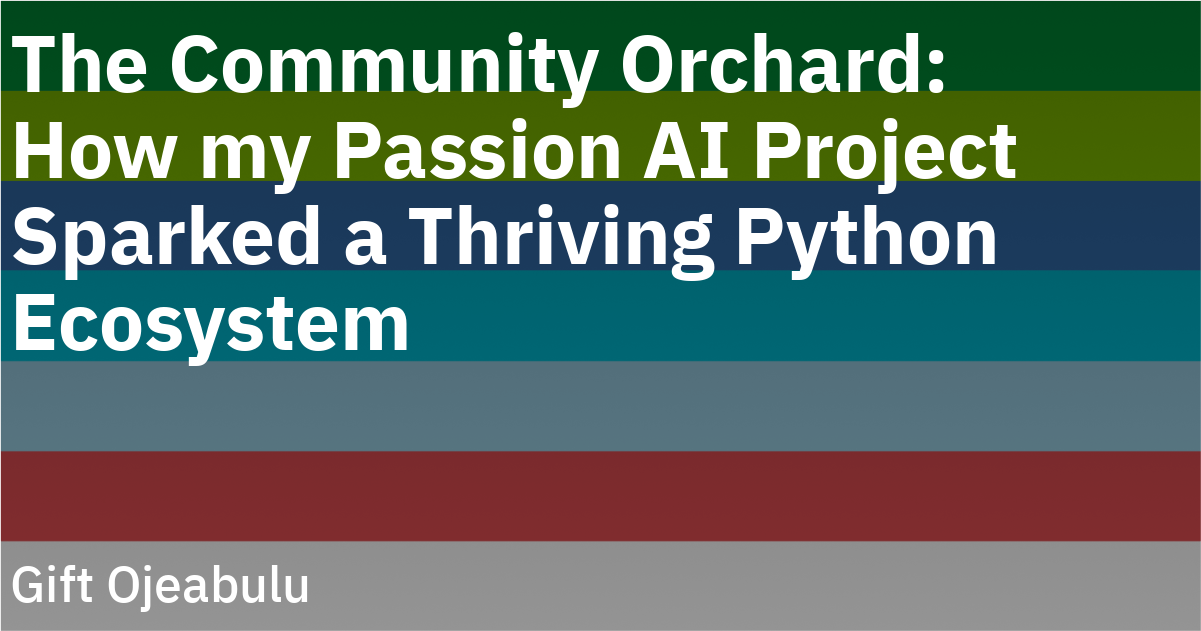 The Community Orchard:
How my Passion AI Project
Sparked a Thriving Python
Ecosystem
Gift Ojeabulu